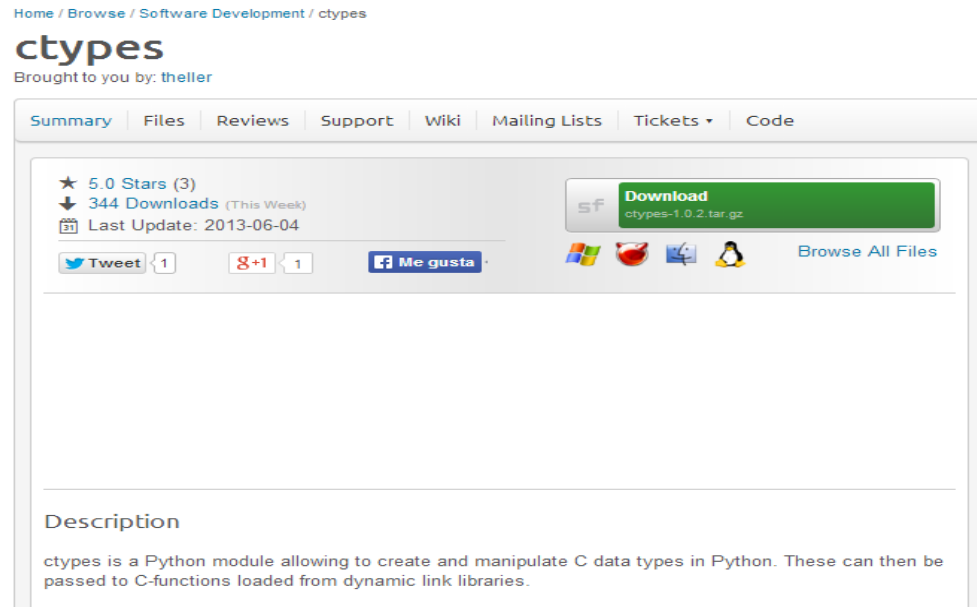 Home / Browse / Software Development / ctypes
ctypes
Brought to you by: theller
Summary Files Reviews Support Wiki Mailing Lists Tickets Code
5.0 Stars (3)
344 Downloads (This Week)
31 Last Update: 2013-06-04
sf Download
ctypes-1.0.2.tar.gz
Tweet 1 g+1 1 f Me gusta
Browse All Files
Description
ctypes is a Python module allowing to create and manipulate C data types in Python. These can then be
passed to C-functions loaded from dynamic link libraries.